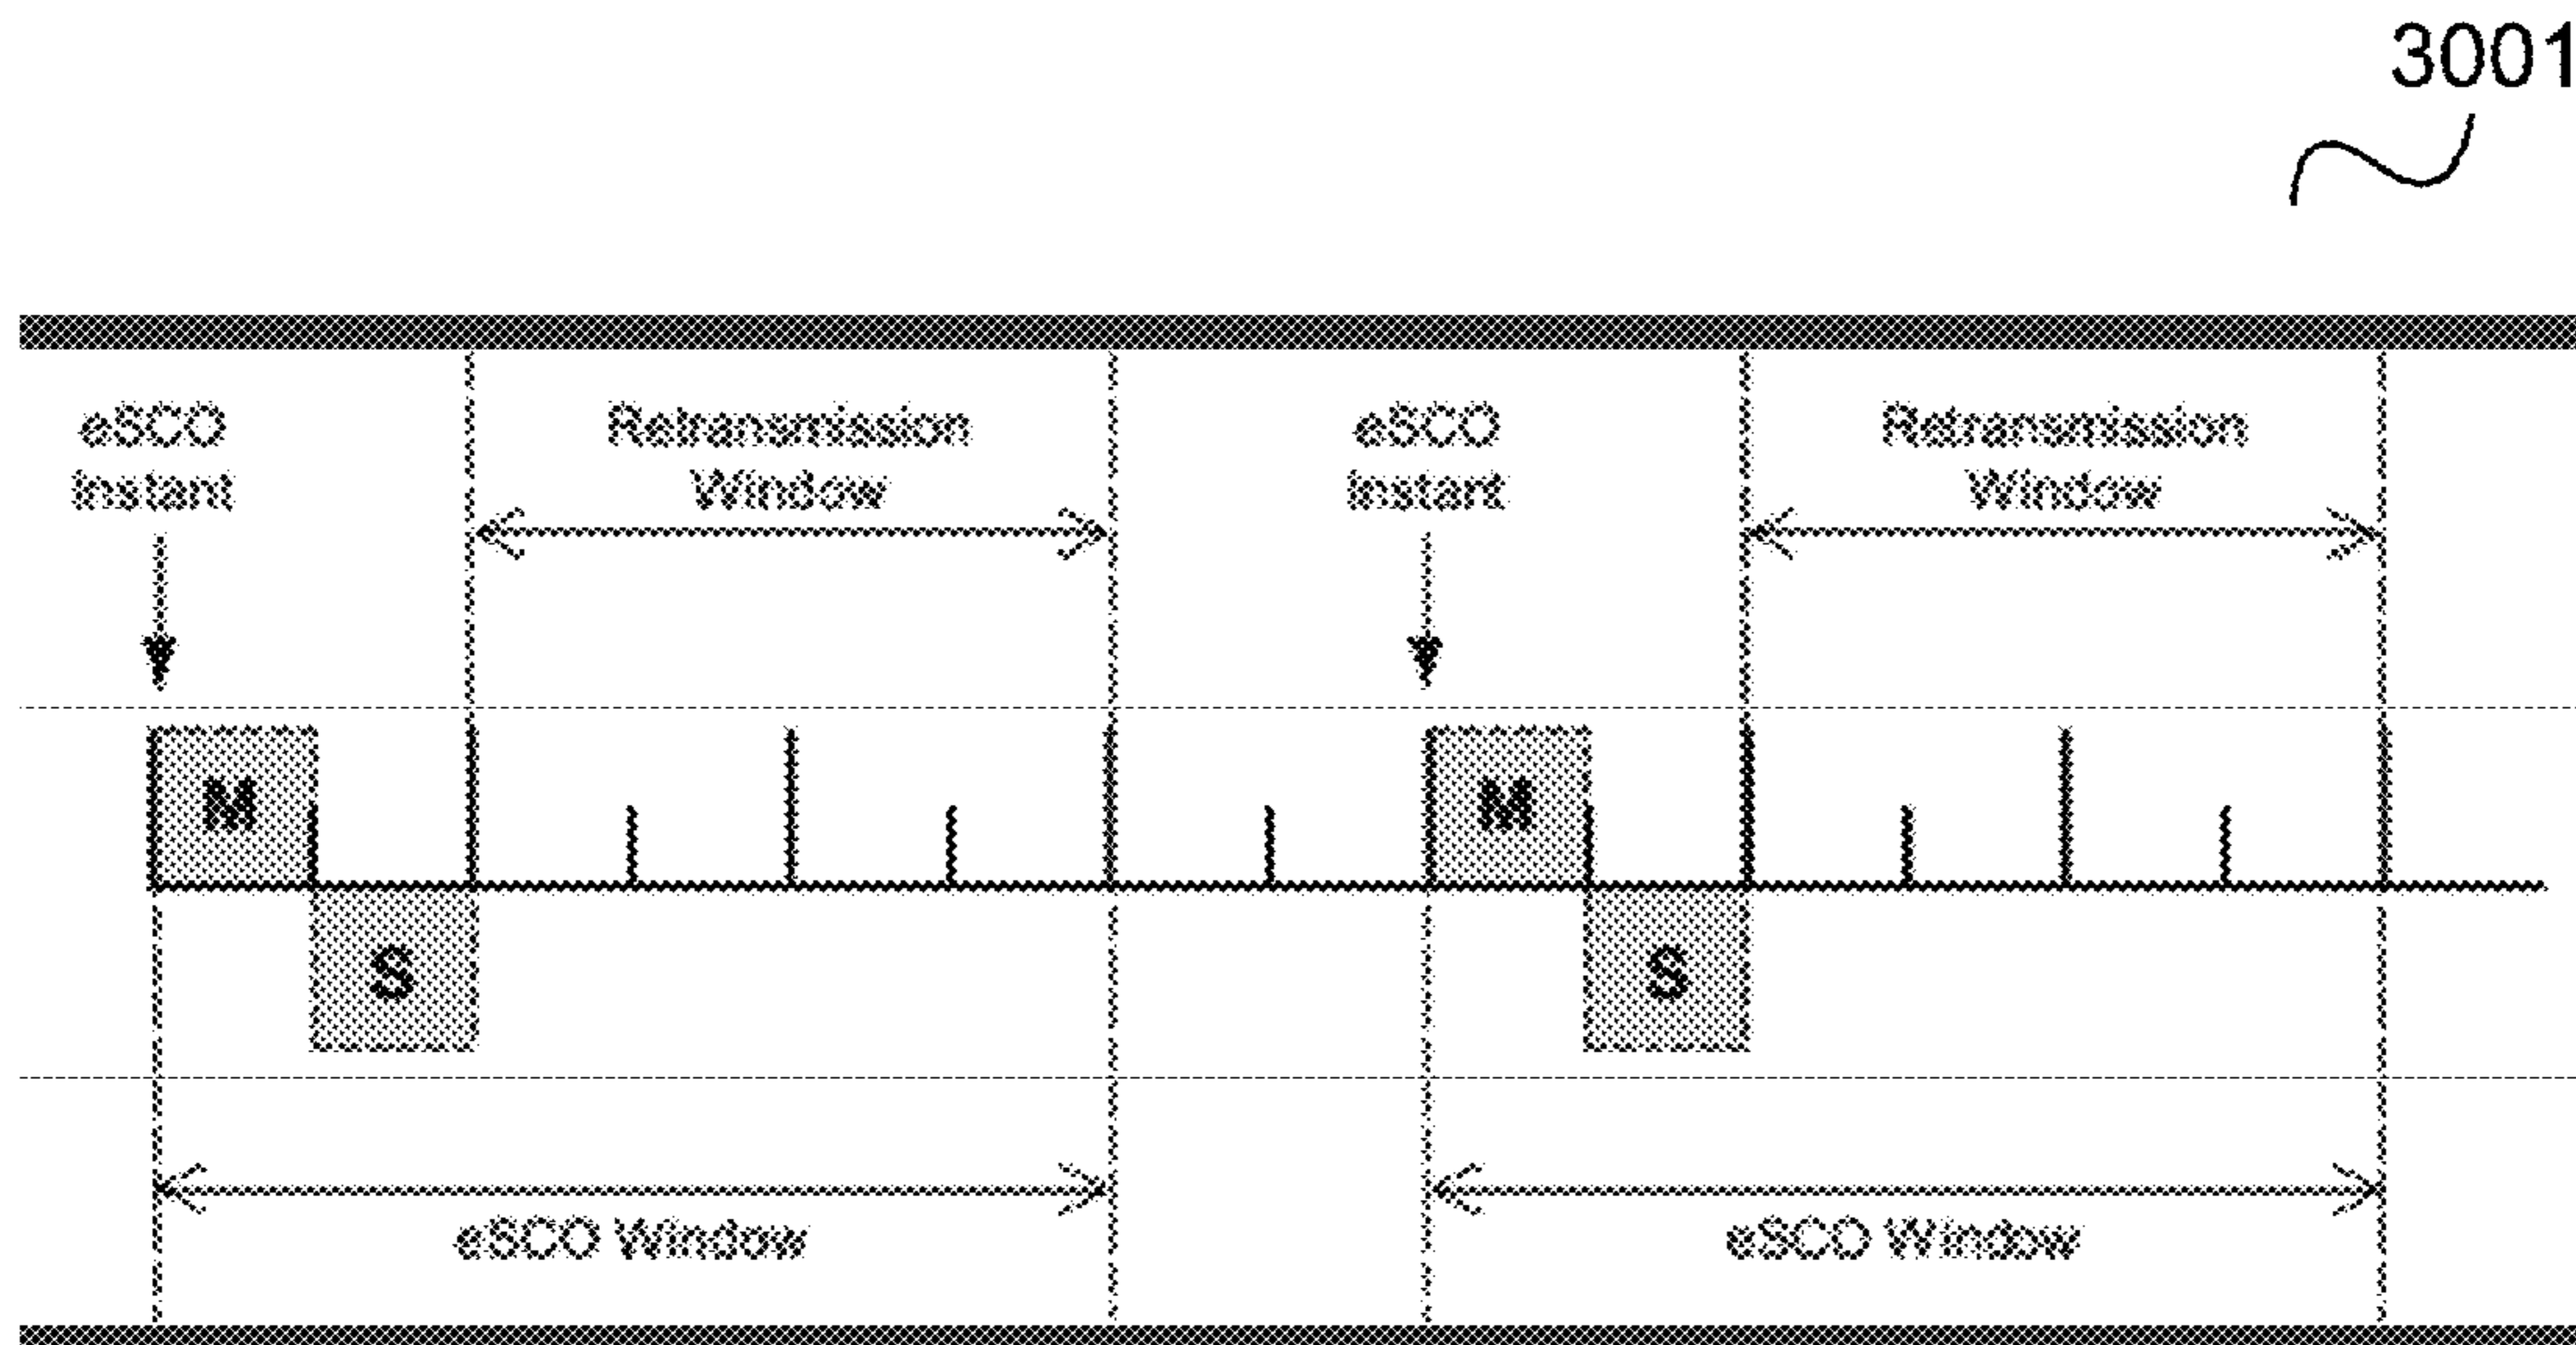 3001
eSCO
Instant
Retransmission
Window
eSCO
Instant
Retransmission
Window
M
M
S
S
eSCO Window
eSCO Window